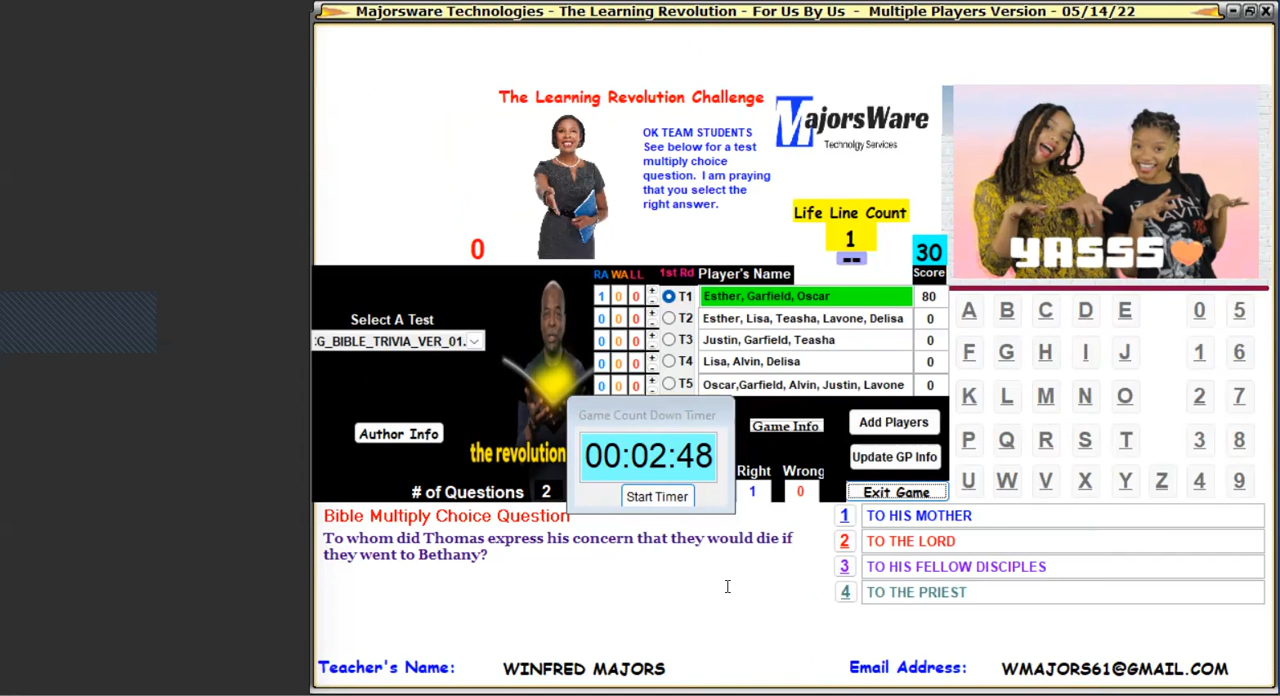 Majorsware Technologies - The Learning Revolution - For Us By Us - Multiple Players Version - 05/14/22
The Learning Revolution Challenge
MajorsWare
Technolgy Services
OK TEAM STUDENTS
See below for a test
multiply choice
question. I am praying
that you select the
right answer.
Life Line Count
1
--
0
30
Score
YASSS
RA WA LL 1st Rd Player's Name
1 0 0 + - T1 Esther, Garfield, Oscar 80
0 0 0 + - T2 Esther, Lisa, Teasha, Lavone, Delisa 0
0 0 0 + - T3 Justin, Garfield, Teasha 0
0 0 0 + - T4 Lisa, Alvin, Delisa 0
0 0 0 + - T5 Oscar,Garfield, Alvin, Justin, Lavone 0
Select A Test
CG_BIBLE_TRIVIA_VER_01.
Author Info
the revolution
# of Questions 2
Game Count Down Timer
00:02:48
Start Timer
Game Info
Right Wrong
1 0
Add Players
Update GP Info
Exit Game
A B C D E 0 5
F G H I J 1 6
K L M N O 2 7
P Q R S T 3 8
U W V X Y Z 4 9
Bible Multiply Choice Question
To whom did Thomas express his concern that they would die if
they went to Bethany?
1 TO HIS MOTHER
2 TO THE LORD
3 TO HIS FELLOW DISCIPLES
4 TO THE PRIEST
Teacher's Name: WINFRED MAJORS
Email Address: WMAJORS61@GMAIL.COM